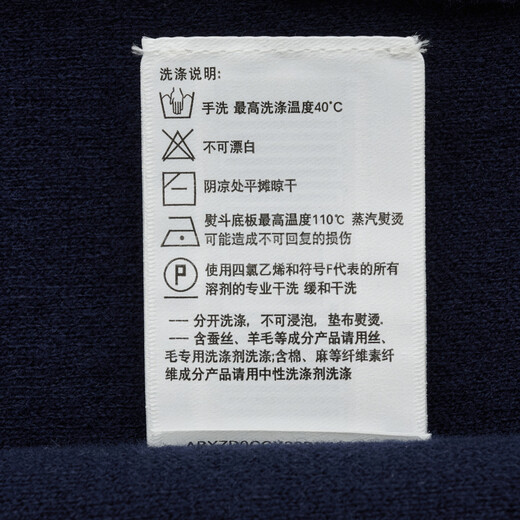 洗涤说明:
手洗 最高洗涤温度40℃
不可漂白
阴凉处平摊晾干
熨斗底板最高温度110℃ 蒸汽熨烫
可能造成不可回复的损伤
P
使用四氯乙烯和符号F代表的所有
溶剂的专业干洗 缓和干洗
--- 分开洗涤, 不可浸泡, 垫布熨烫.
--- 含蚕丝、羊毛等成分产品请用丝、
毛专用洗涤剂洗涤;含棉、麻等纤维素纤
维成分产品请用中性洗涤剂洗涤